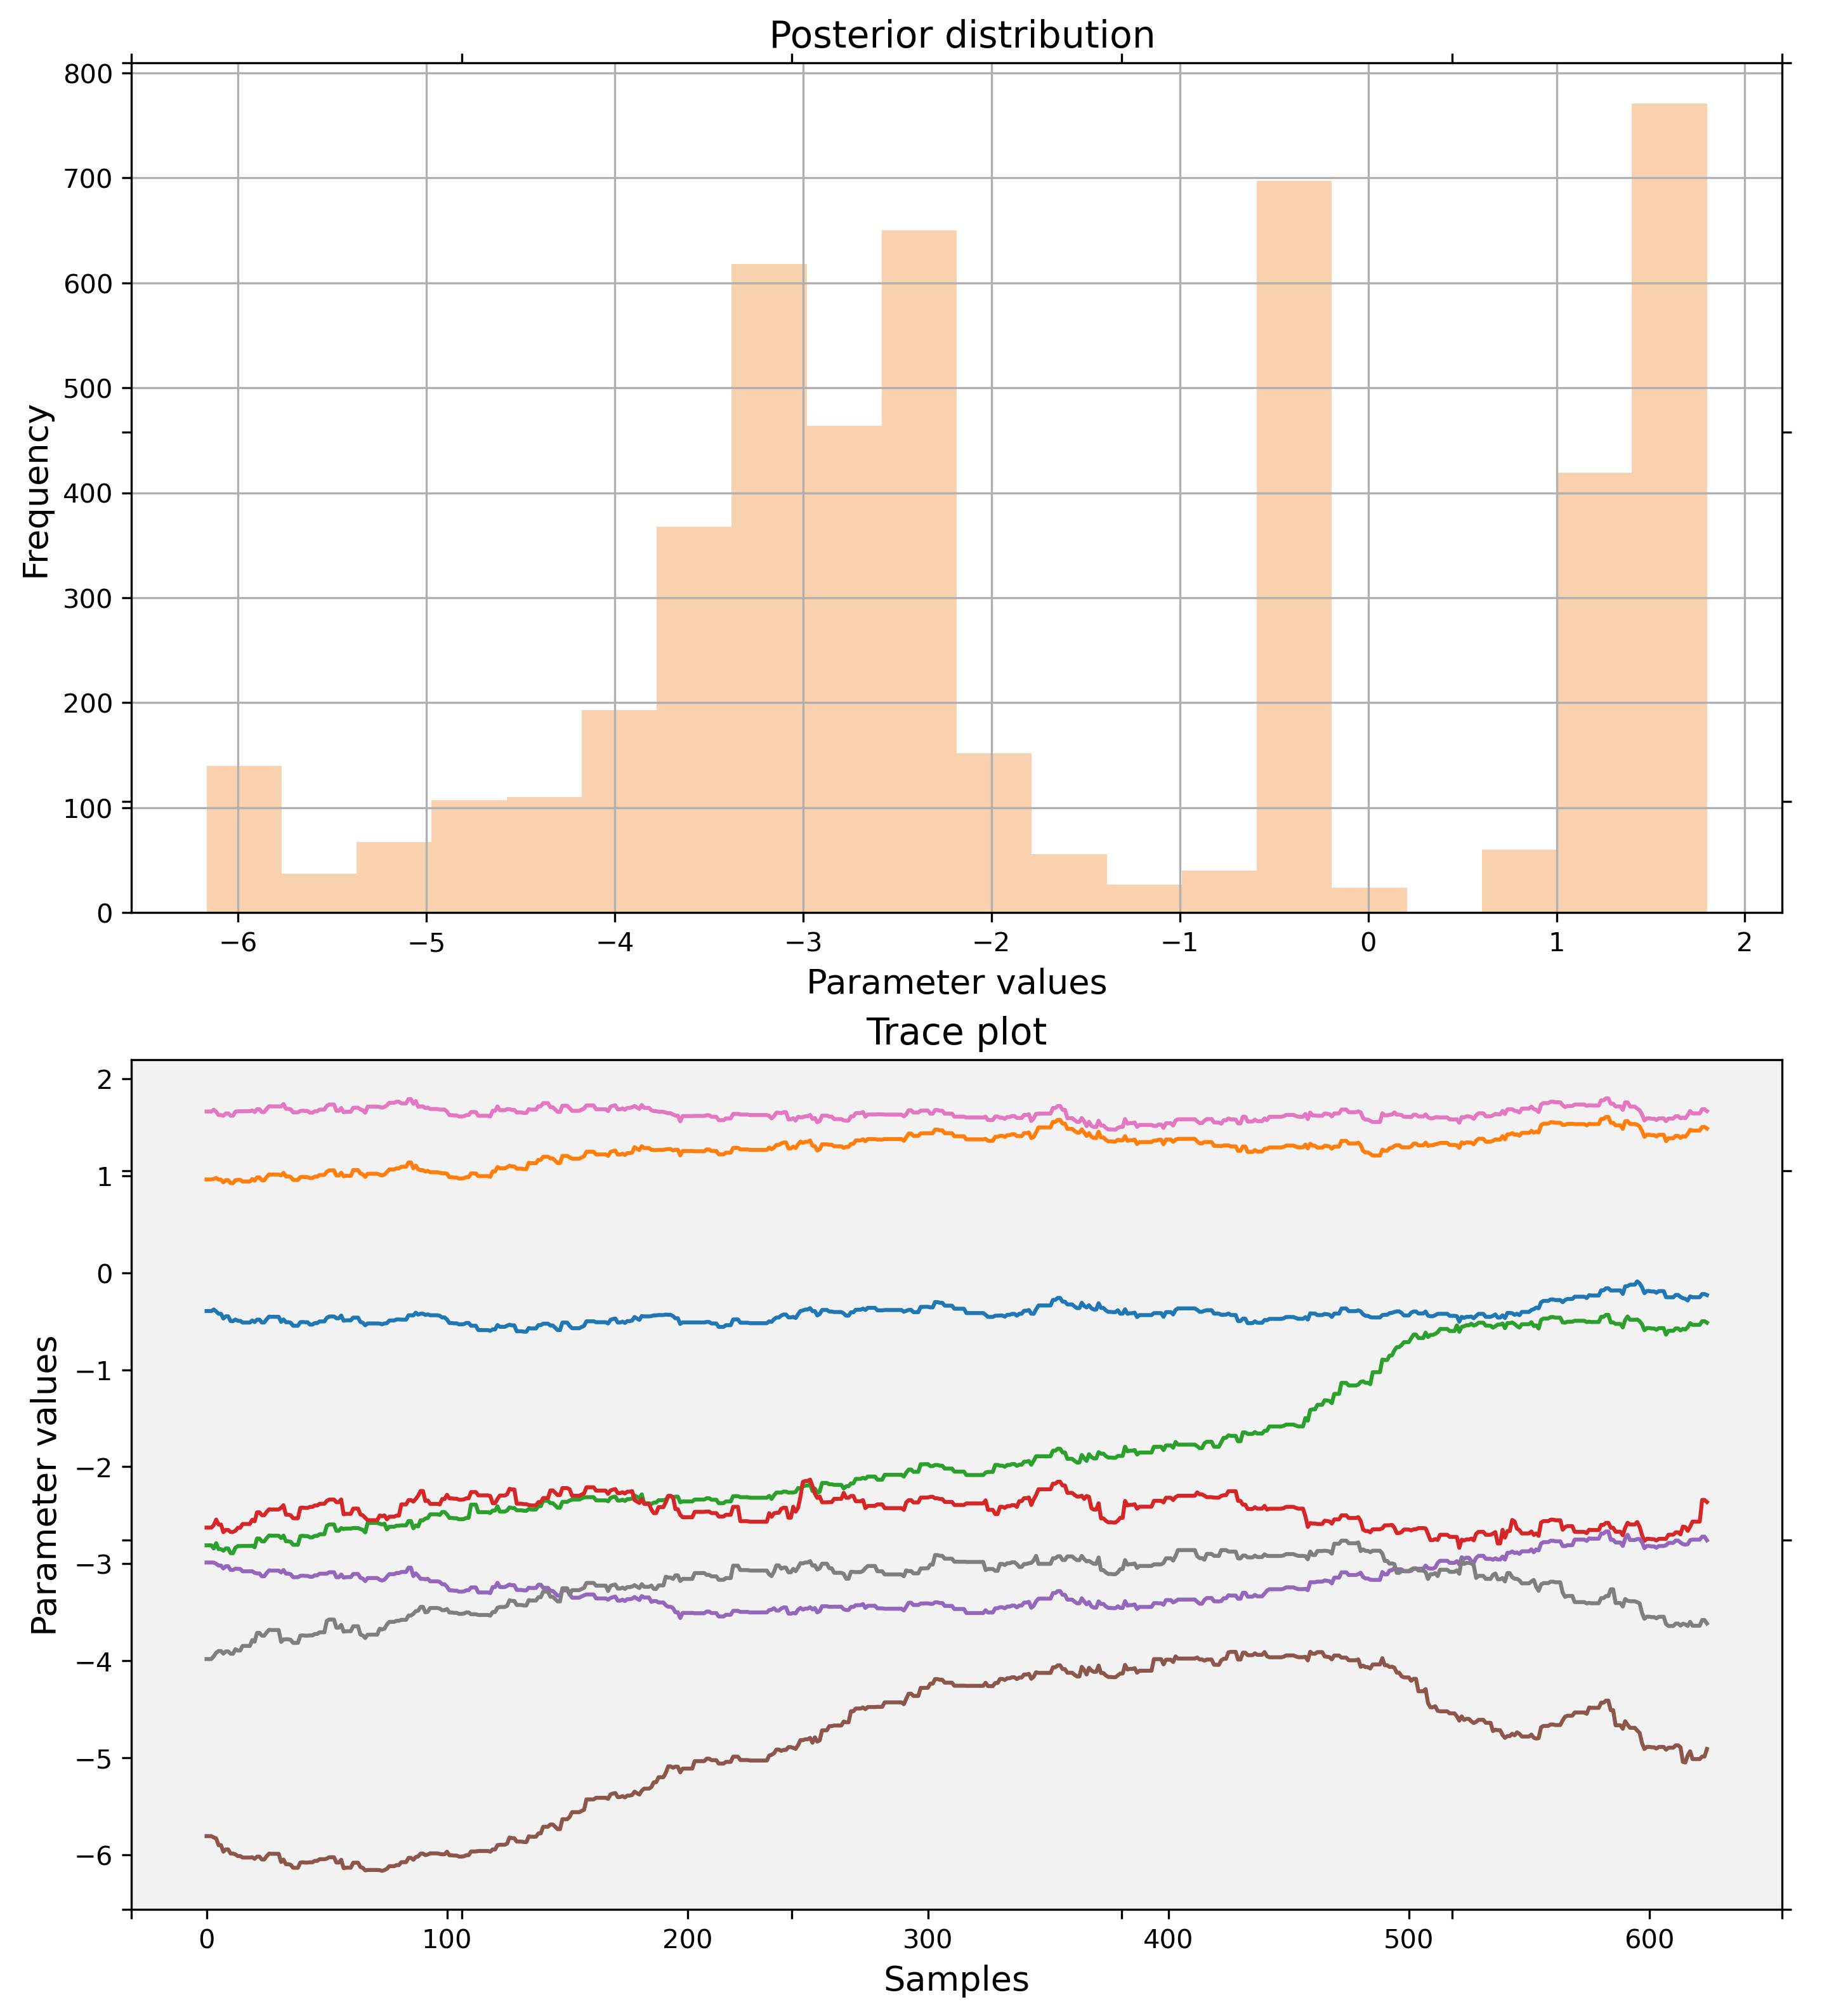 Posterior distribution
800
700
600
500
400
300
200
100
0
Frequency
−6 −5 −4 −3 −2 −1 0 1 2
Parameter values
Trace plot
2
1
0
−1
−2
−3
−4
−5
−6
Parameter values
0 100 200 300 400 500 600
Samples